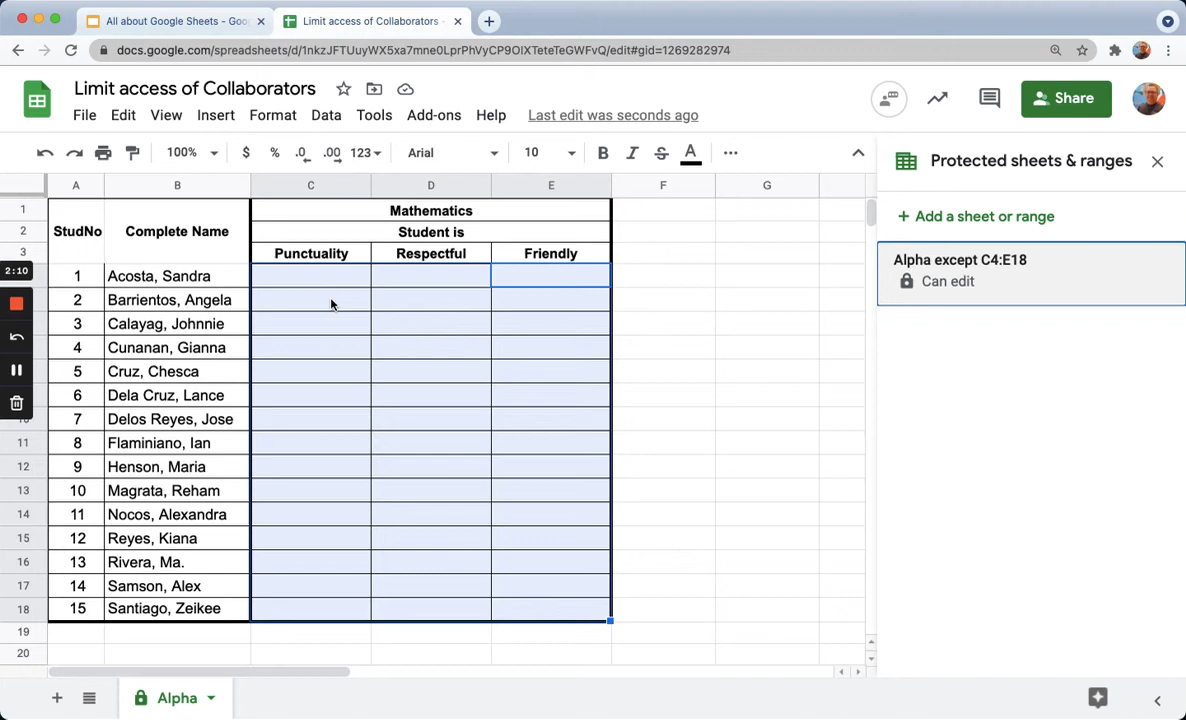 All about Google Sheets - Goo
Limit access of Collaborators -
docs.google.com/spreadsheets/d/1nkzJFTUuyWX5xa7mne0LprPhVyCP9OIXTeteTeGWFvQ/edit#gid=1269282974
Limit access of Collaborators
Share
File Edit View Insert Format Data Tools Add-ons Help Last edit was seconds ago
100% $ % .0 .00 123 Arial 10 B I S A
Protected sheets & ranges
A B C D E F G
+ Add a sheet or range
1 Mathematics
2 StudNo Complete Name Student is
3 Punctuality Respectful Friendly
Alpha except C4:E18
Can edit
2:10
1 Acosta, Sandra
2 Barrientos, Angela
3 Calayag, Johnnie
4 Cunanan, Gianna
5 Cruz, Chesca
6 Dela Cruz, Lance
7 Delos Reyes, Jose
11 8 Flaminiano, Ian
12 9 Henson, Maria
13 10 Magrata, Reham
14 11 Nocos, Alexandra
15 12 Reyes, Kiana
16 13 Rivera, Ma.
17 14 Samson, Alex
18 15 Santiago, Zeikee
19
20
Alpha